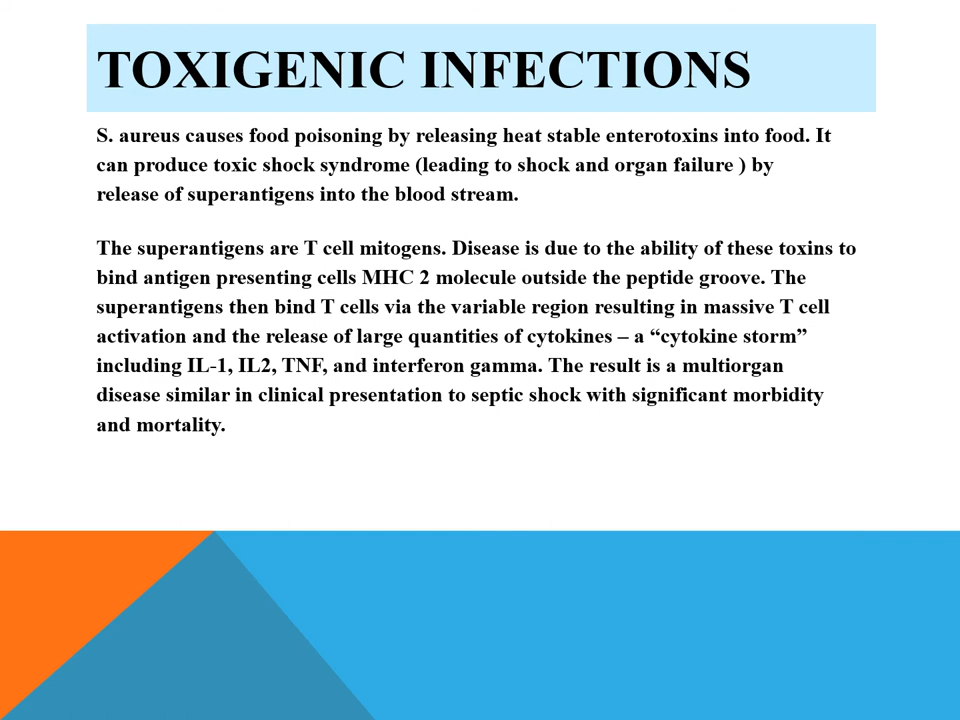 TOXIGENIC INFECTIONS
S. aureus causes food poisoning by releasing heat stable enterotoxins into food. It
can produce toxic shock syndrome (leading to shock and organ failure ) by
release of superantigens into the blood stream.
The superantigens are T cell mitogens. Disease is due to the ability of these toxins to
bind antigen presenting cells MHC 2 molecule outside the peptide groove. The
superantigens then bind T cells via the variable region resulting in massive T cell
activation and the release of large quantities of cytokines – a “cytokine storm”
including IL-1, IL2, TNF, and interferon gamma. The result is a multiorgan
disease similar in clinical presentation to septic shock with significant morbidity
and mortality.